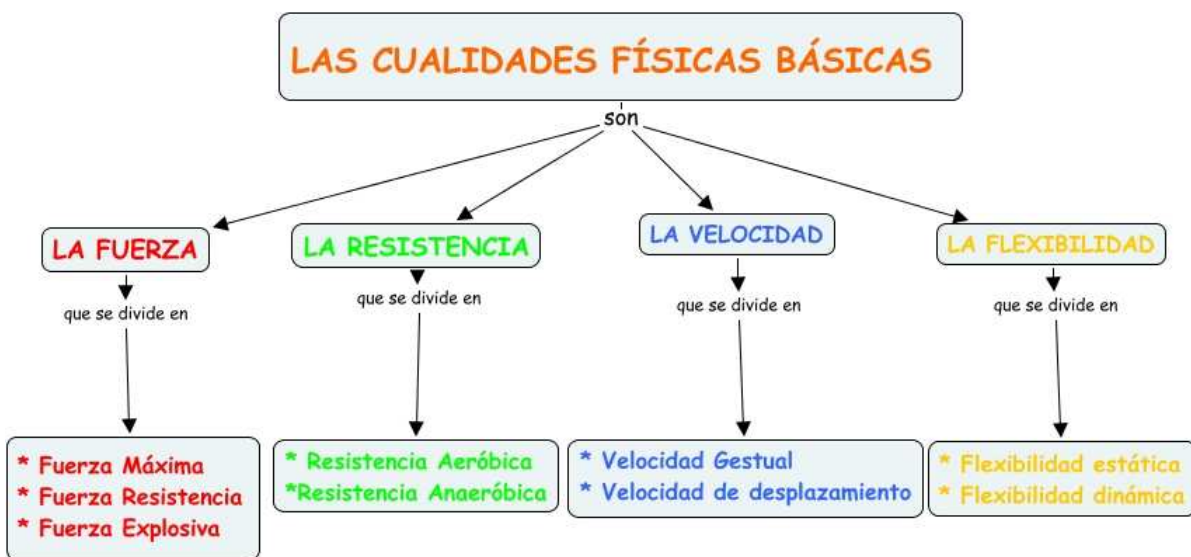 LAS CUALIDADES FÍSICAS BÁSICAS
son
LA FUERZA
LA RESISTENCIA
LA VELOCIDAD
LA FLEXIBILIDAD
que se divide en
que se divide en
que se divide en
que se divide en
* Fuerza Máxima
* Fuerza Resistencia
* Fuerza Explosiva
* Resistencia Aeróbica
*Resistencia Anaeróbica
* Velocidad Gestual
* Velocidad de desplazamiento
* Flexibilidad estática
* Flexibilidad dinámica